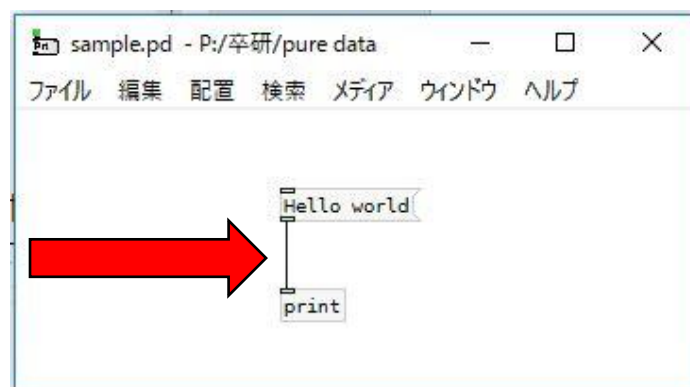 sample.pd - P:/卒研/pure data
ファイル 編集 配置 検索 メディア ウィンドウ ヘルプ
Hello world
print